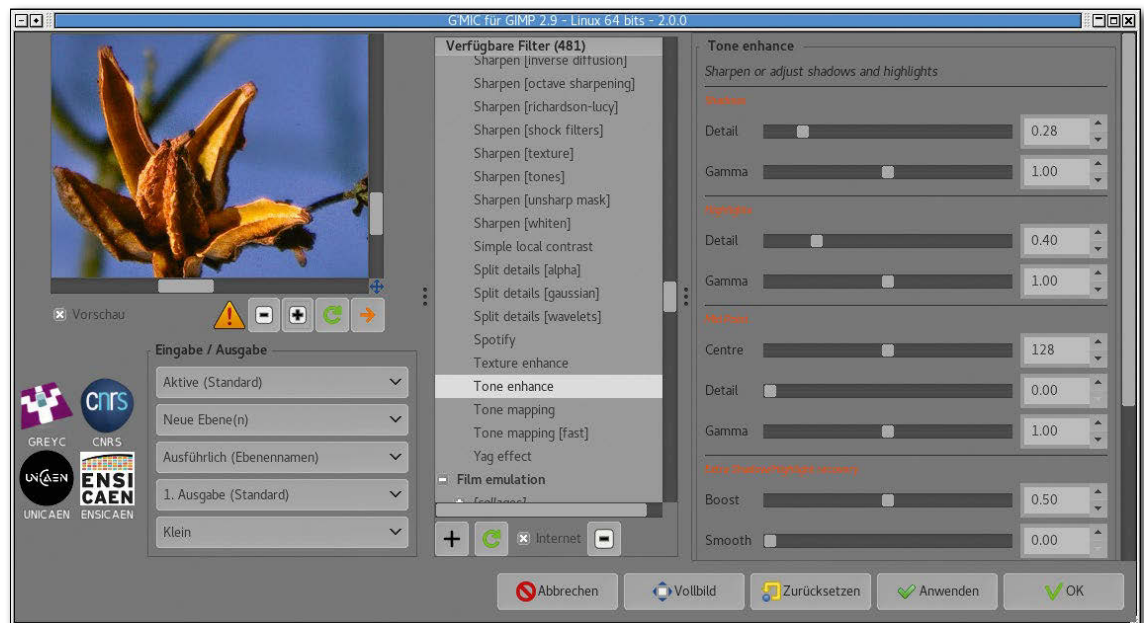 G'MIC für GIMP 2.9 - Linux 64 bits - 2.0.0
Vorschau
Eingabe / Ausgabe
Aktive (Standard)
Neue Ebene(n)
Ausführlich (Ebenennamen)
1. Ausgabe (Standard)
Klein
cnrs
GREYC
CNRS
UNICAEN
ENSI
CAEN
UNICAEN
ENSICAEN
Verfügbare Filter (481)
Sharpen [inverse diffusion]
Sharpen [octave sharpening]
Sharpen [richardson-lucy]
Sharpen [shock filters]
Sharpen [texture]
Sharpen [tones]
Sharpen [unsharp mask]
Sharpen [whiten]
Simple local contrast
Split details [alpha]
Split details [gaussian]
Split details [wavelets]
Spotify
Texture enhance
Tone enhance
Tone mapping
Tone mapping [fast]
Yag effect
Film emulation
[collages]
Internet
Tone enhance
Sharpen or adjust shadows and highlights
Detail 0.28
Gamma 1.00
Detail 0.40
Gamma 1.00
Centre 128
Detail 0.00
Gamma 1.00
Boost 0.50
Smooth 0.00
Abbrechen
Vollbild
Zurücksetzen
Anwenden
OK